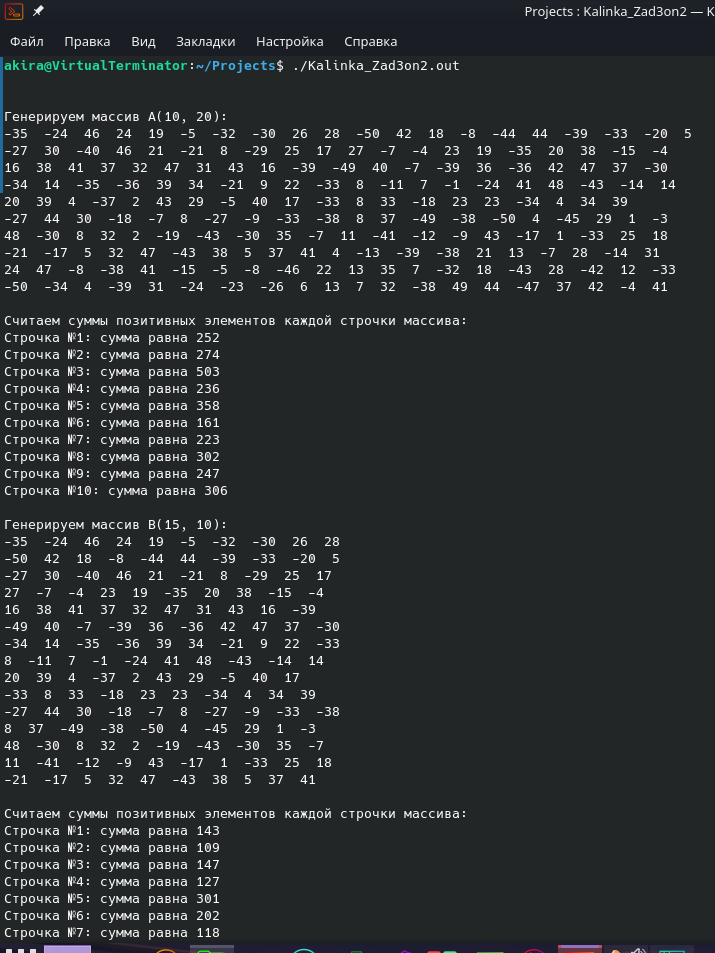 Projects : Kalinka_Zad3on2 — K
Файл Правка Вид Закладки Настройка Справка
akira@VirtualTerminator:~/Projects$ ./Kalinka_Zad3on2.out
Генерируем массив A(10, 20):
-35 -24 46 24 19 -5 -32 -30 26 28 -50 42 18 -8 -44 44 -39 -33 -20 5
-27 30 -40 46 21 -21 8 -29 25 17 27 -7 -4 23 19 -35 20 38 -15 -4
16 38 41 37 32 47 31 43 16 -39 -49 40 -7 -39 36 -36 42 47 37 -30
-34 14 -35 -36 39 34 -21 9 22 -33 8 -11 7 -1 -24 41 48 -43 -14 14
20 39 4 -37 2 43 29 -5 40 17 -33 8 33 -18 23 23 -34 4 34 39
-27 44 30 -18 -7 8 -27 -9 -33 -38 8 37 -49 -38 -50 4 -45 29 1 -3
48 -30 8 32 2 -19 -43 -30 35 -7 11 -41 -12 -9 43 -17 1 -33 25 18
-21 -17 5 32 47 -43 38 5 37 41 4 -13 -39 -38 21 13 -7 28 -14 31
24 47 -8 -38 41 -15 -5 -8 -46 22 13 35 7 -32 18 -43 28 -42 12 -33
-50 -34 4 -39 31 -24 -23 -26 6 13 7 32 -38 49 44 -47 37 42 -4 41
Считаем суммы позитивных элементов каждой строчки массива:
Строчка №1: сумма равна 252
Строчка №2: сумма равна 274
Строчка №3: сумма равна 503
Строчка №4: сумма равна 236
Строчка №5: сумма равна 358
Строчка №6: сумма равна 161
Строчка №7: сумма равна 223
Строчка №8: сумма равна 302
Строчка №9: сумма равна 247
Строчка №10: сумма равна 306
Генерируем массив B(15, 10):
-35 -24 46 24 19 -5 -32 -30 26 28
-50 42 18 -8 -44 44 -39 -33 -20 5
-27 30 -40 46 21 -21 8 -29 25 17
27 -7 -4 23 19 -35 20 38 -15 -4
16 38 41 37 32 47 31 43 16 -39
-49 40 -7 -39 36 -36 42 47 37 -30
-34 14 -35 -36 39 34 -21 9 22 -33
8 -11 7 -1 -24 41 48 -43 -14 14
20 39 4 -37 2 43 29 -5 40 17
-33 8 33 -18 23 23 -34 4 34 39
-27 44 30 -18 -7 8 -27 -9 -33 -38
8 37 -49 -38 -50 4 -45 29 1 -3
48 -30 8 32 2 -19 -43 -30 35 -7
11 -41 -12 -9 43 -17 1 -33 25 18
-21 -17 5 32 47 -43 38 5 37 41
Считаем суммы позитивных элементов каждой строчки массива:
Строчка №1: сумма равна 143
Строчка №2: сумма равна 109
Строчка №3: сумма равна 147
Строчка №4: сумма равна 127
Строчка №5: сумма равна 301
Строчка №6: сумма равна 202
Строчка №7: сумма равна 118